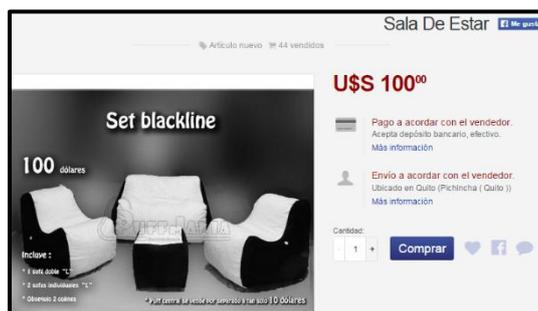 Sala De Estar
Me gusta
Artículo nuevo 44 vendidos
U$S 100⁰⁰
Set blackline
100 dólares
Incluye :
* 1 sofá doble "L"
* 2 sofas individuales "L"
* Obsequio 2 cojines
* Puff central se vende por separado a tan solo 10 dolares
Pago a acordar con el vendedor.
Acepta depósito bancario, efectivo.
Más información
Envío a acordar con el vendedor.
Ubicado en Quito (Pichincha ( Quito ))
Más información
Cantidad:
- 1 +
Comprar